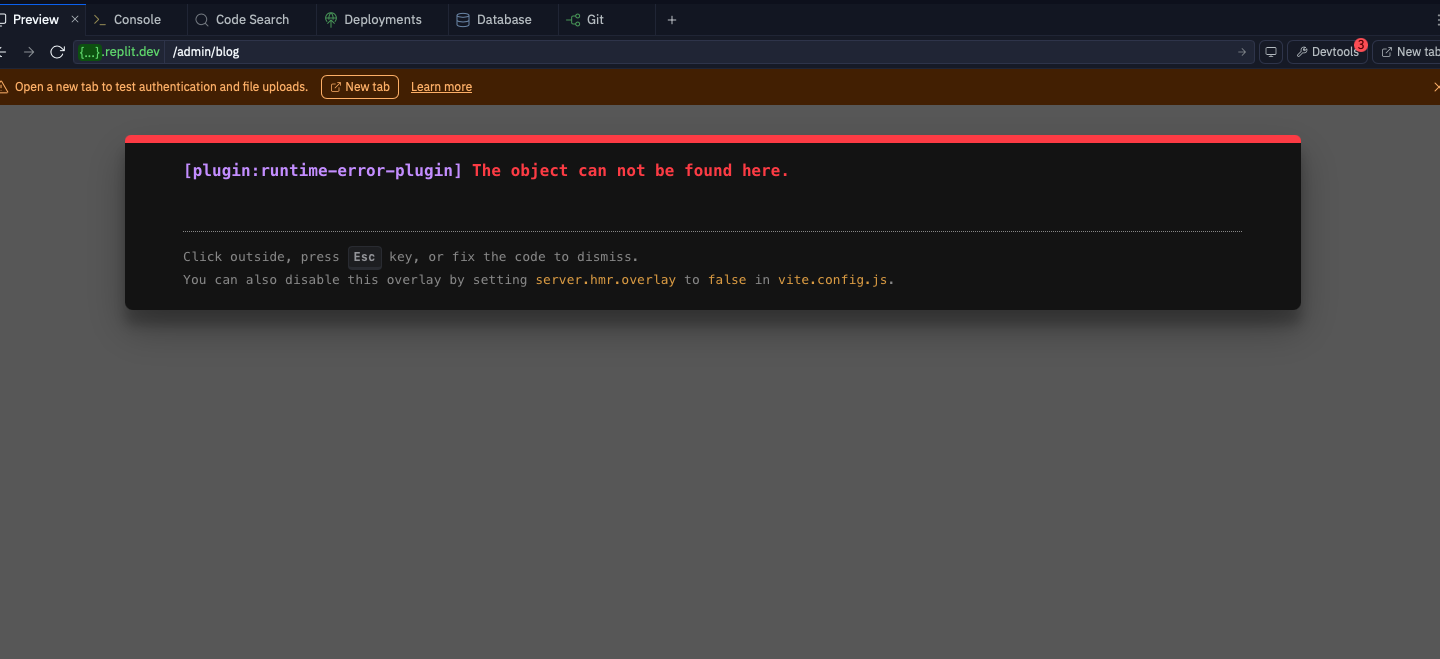 Preview Console Code Search Deployments Database Git
{...}.replit.dev /admin/blog Devtools 3 New tab
Open a new tab to test authentication and file uploads. New tab Learn more
[plugin:runtime-error-plugin] The object can not be found here.
Click outside, press Esc key, or fix the code to dismiss.
You can also disable this overlay by setting server.hmr.overlay to false in vite.config.js.